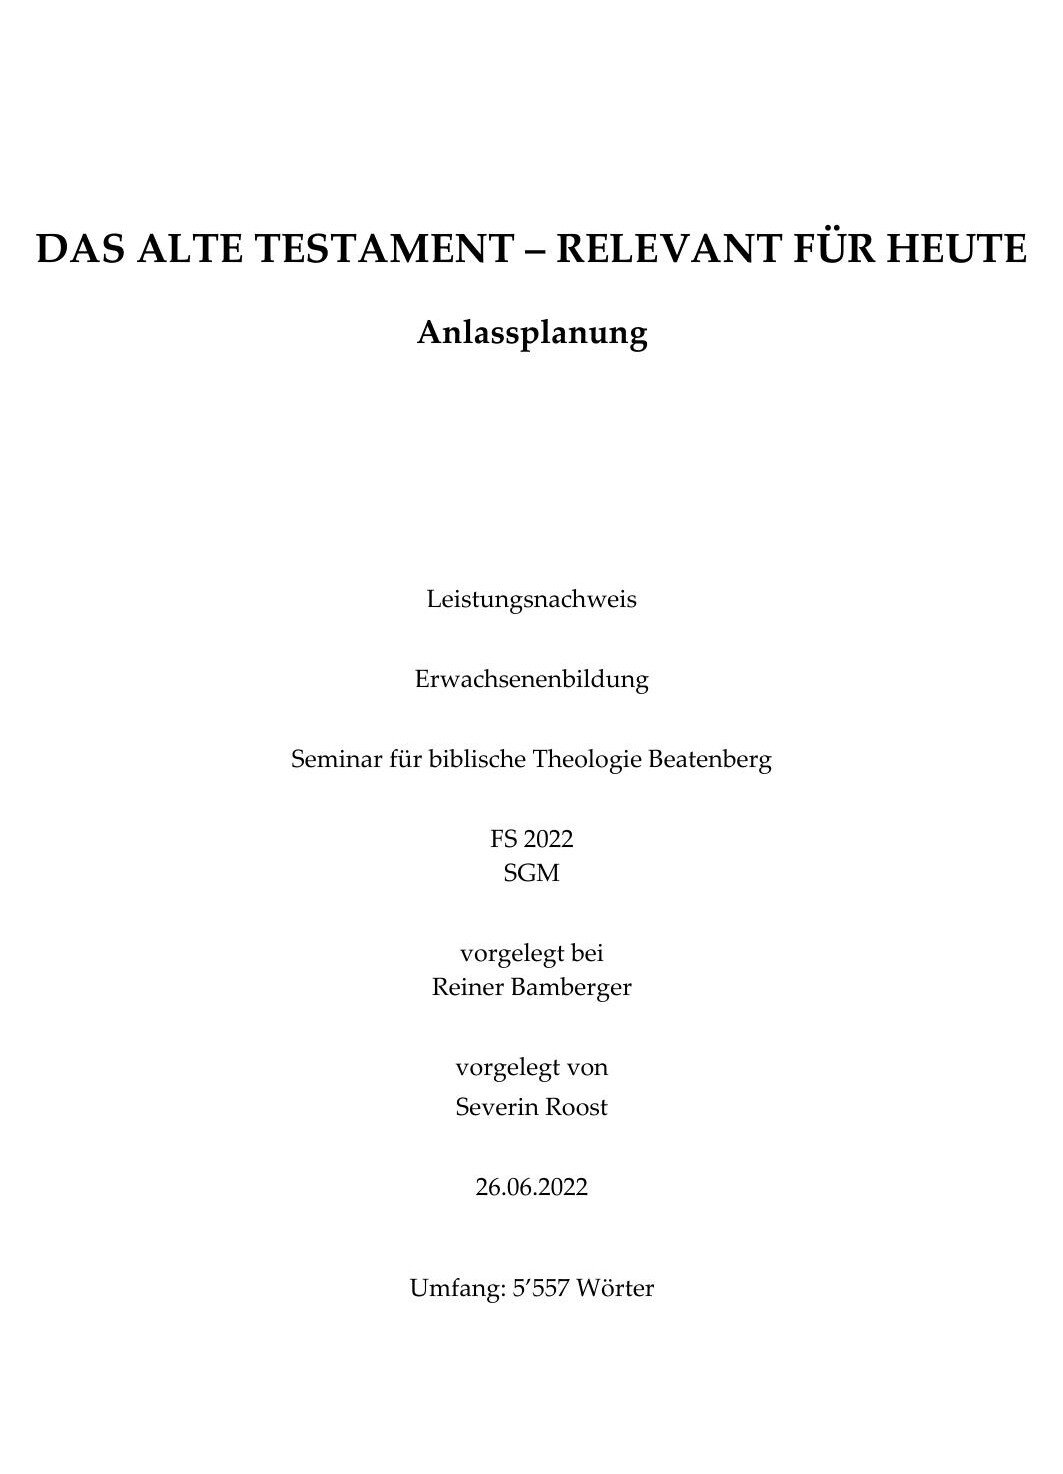 DAS ALTE TESTAMENT – RELEVANT FÜR HEUTE
Anlassplanung
Leistungsnachweis
Erwachsenenbildung
Seminar für biblische Theologie Beatenberg
FS 2022
SGM
vorgelegt bei
Reiner Bamberger
vorgelegt von
Severin Roost
26.06.2022
Umfang: 5’557 Wörter